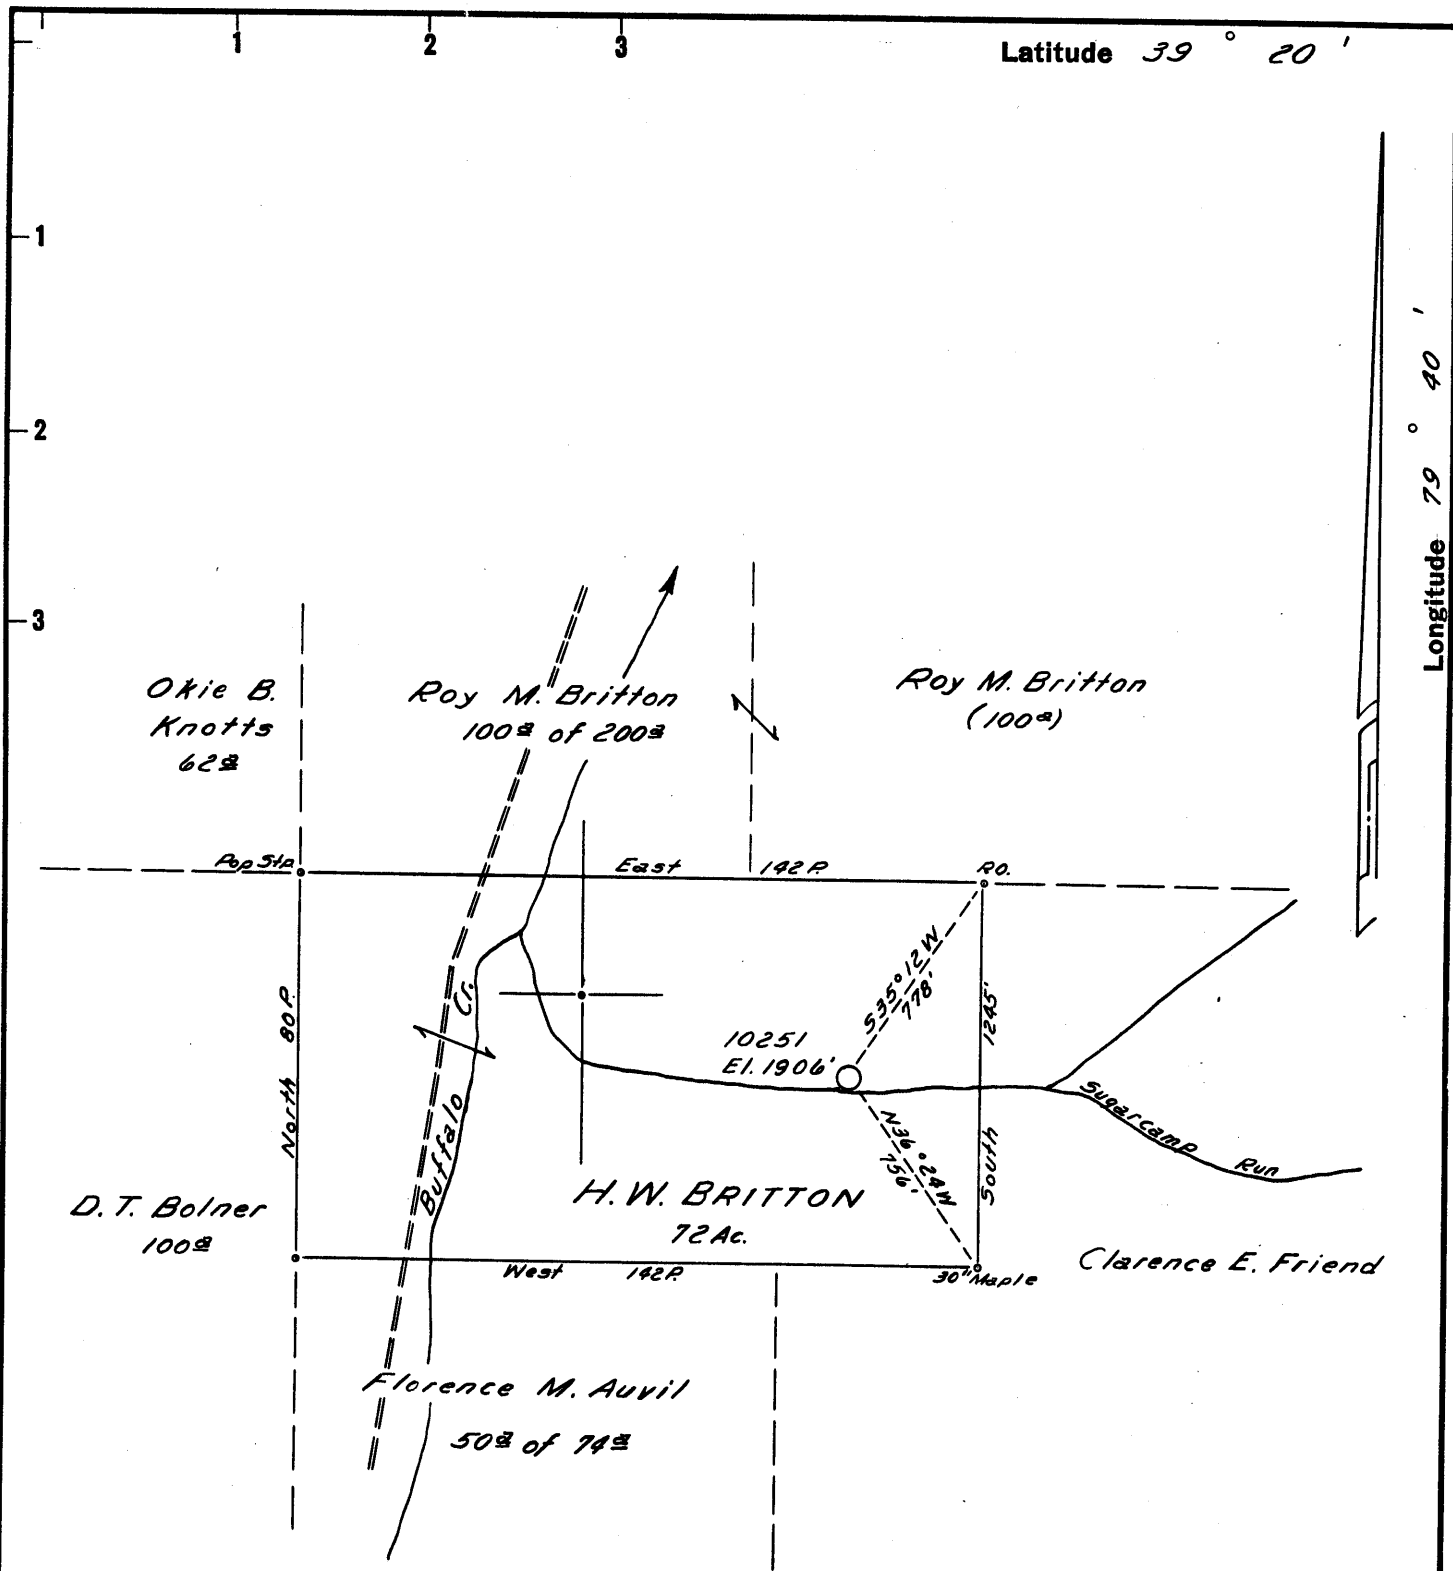 1 2 3
Latitude 39 ° 20 '
1
2
3
Longitude 79 ° 40 '
Okie B.
Knotts
62a
Roy M. Britton
100a of 200a
Roy M. Britton
(100a)
Pop Stp.
East 142 P.
R.O.
North 80 P.
Buffalo Cr.
S35°12W
778'
1245'
South
10251
El. 1906'
N36°24W
756'
Sugarcamp Run
H.W. BRITTON
72 Ac.
D.T. Bolner
100a
West 142 P.
30" Maple
Clarence E. Friend
Florence M. Auvil
50a of 74a